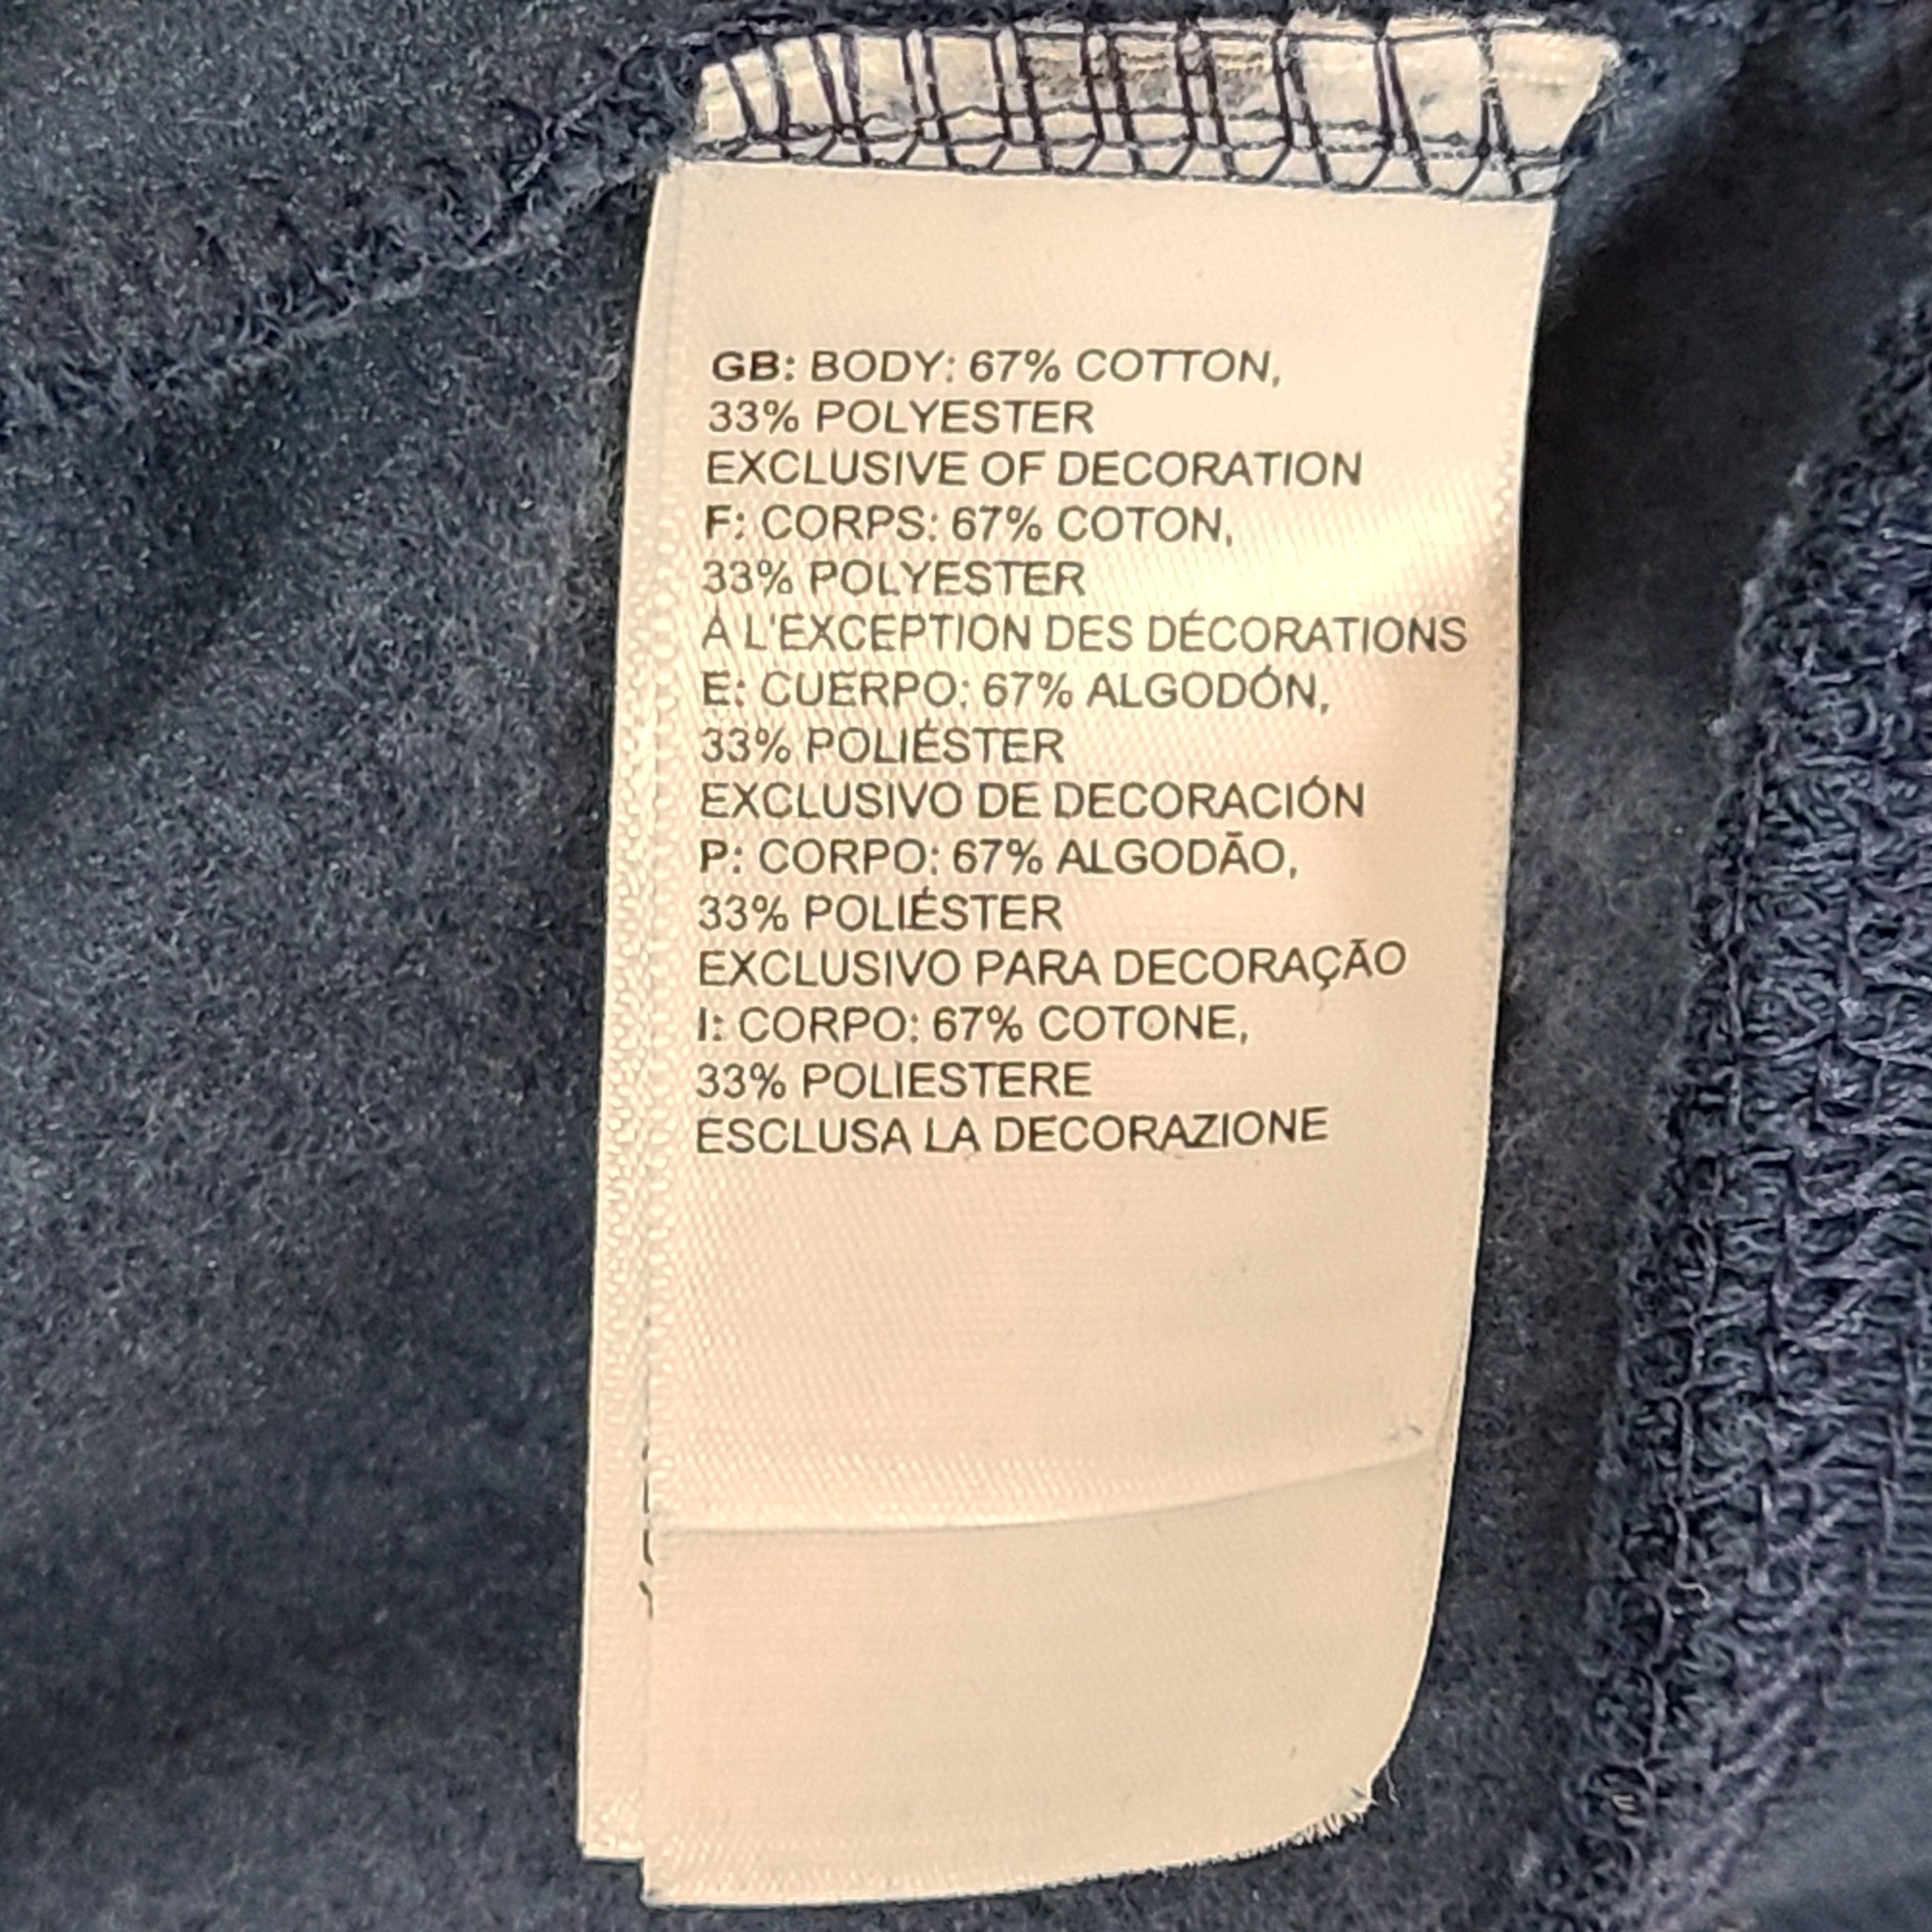 GB: BODY: 67% COTTON,
33% POLYESTER
EXCLUSIVE OF DECORATION
F: CORPS: 67% COTON,
33% POLYESTER
À L'EXCEPTION DES DÉCORATIONS
E: CUERPO: 67% ALGODÓN,
33% POLIÉSTER
EXCLUSIVO DE DECORACIÓN
P: CORPO: 67% ALGODÃO,
33% POLIÉSTER
EXCLUSIVO PARA DECORAÇÃO
I: CORPO: 67% COTONE,
33% POLIESTERE
ESCLUSA LA DECORAZIONE